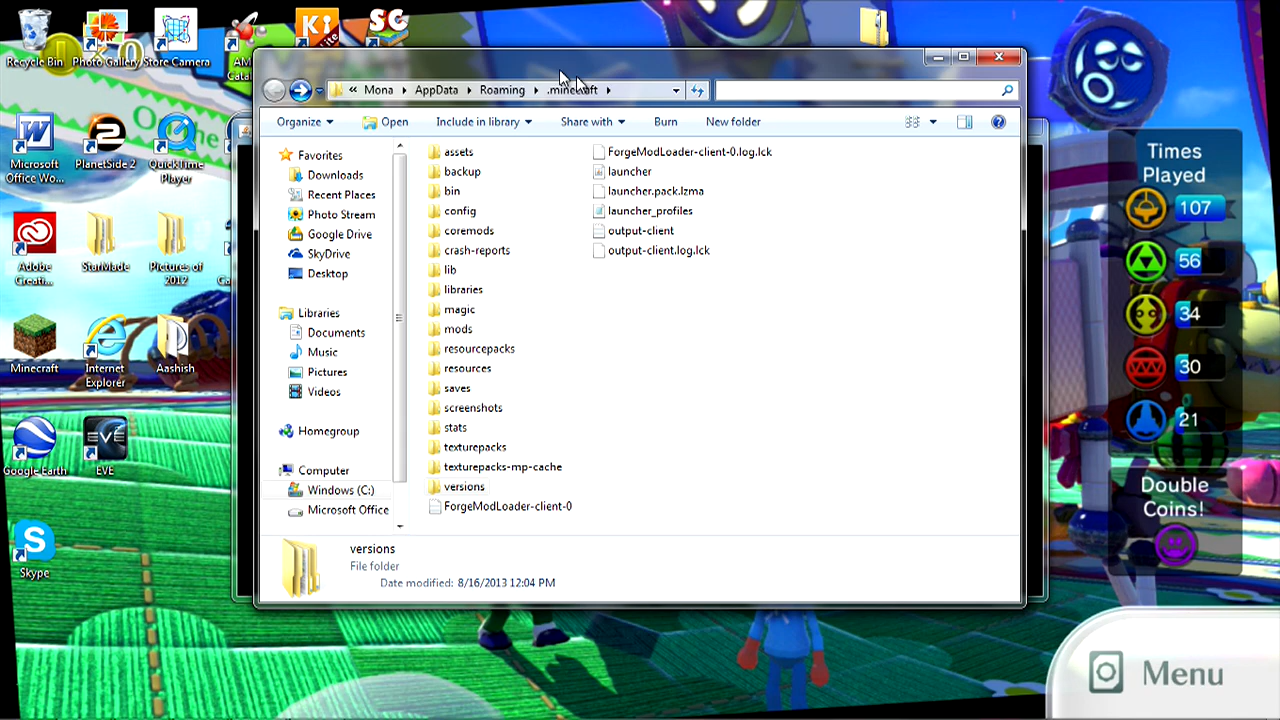 Recycle Bin
Photo Gallery
Store Camera
Ki
Lite
SC
Microsoft
Office Wo...
PlanetSide 2
QuickTime
Player
Adobe
Creati...
StarMade
Pictures of
2012
Minecraft
Internet
Explorer
Aashish
Google Earth
EVE
Skype
« Mona AppData Roaming .minecraft
Organize Open Include in library Share with Burn New folder
Favorites
Downloads
Recent Places
Photo Stream
Google Drive
SkyDrive
Desktop
Libraries
Documents
Music
Pictures
Videos
Homegroup
Computer
Windows (C:)
Microsoft Office
assets
backup
bin
config
coremods
crash-reports
lib
libraries
magic
mods
resourcepacks
resources
saves
screenshots
stats
texturepacks
texturepacks-mp-cache
versions
ForgeModLoader-client-0
ForgeModLoader-client-0.log.lck
launcher
launcher.pack.lzma
launcher_profiles
output-client
output-client.log.lck
versions
File folder
Date modified: 8/16/2013 12:04 PM
Times
Played
107
56
34
30
21
Double
Coins!
Menu